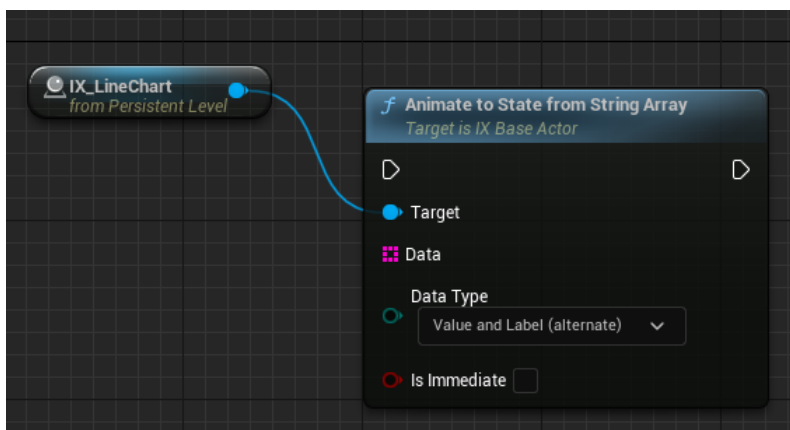 IX_LineChart
from Persistent Level
f Animate to State from String Array
Target is IX Base Actor
Target
Data
Data Type
Value and Label (alternate)
Is Immediate